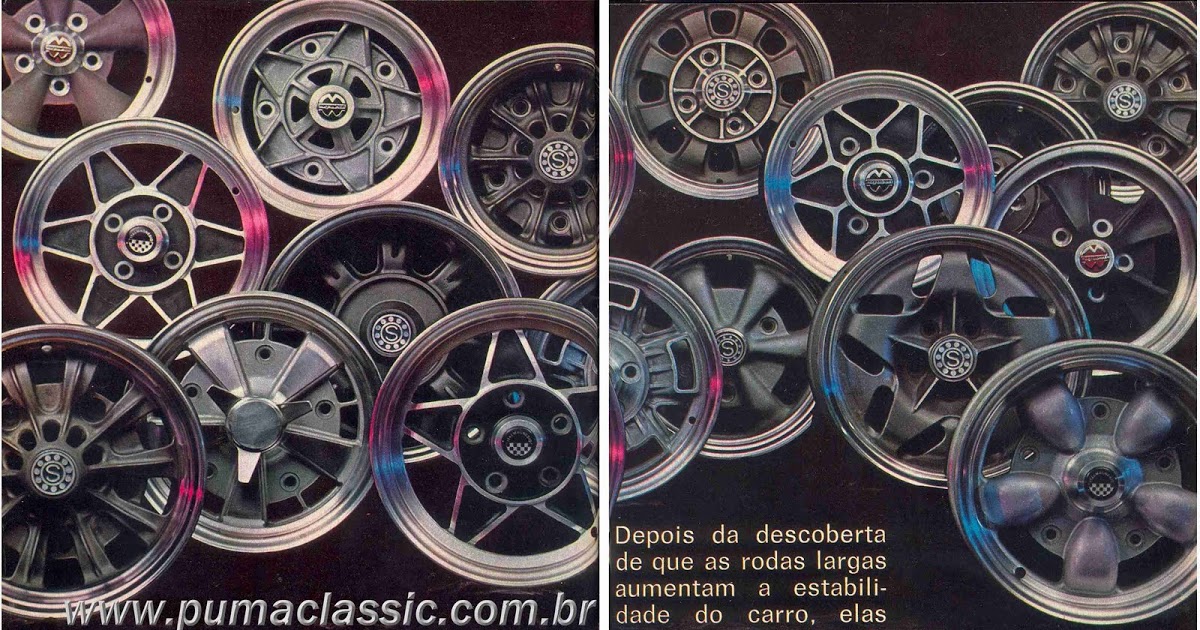 www.pumaclassic.com.br
Depois da descoberta
de que as rodas largas
aumentam a estabili-
dade do carro, elas